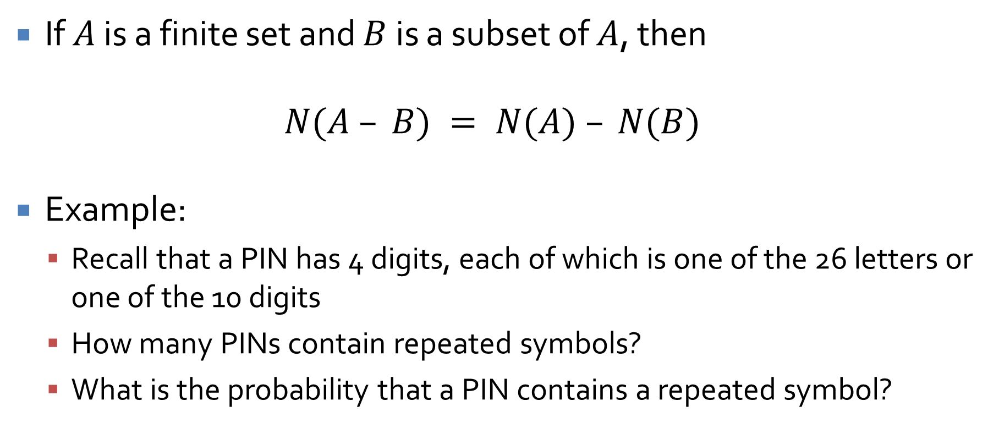 ▪ If A is a finite set and B is a subset of A, then
N(A – B) = N(A) – N(B)
▪ Example:
▪ Recall that a PIN has 4 digits, each of which is one of the 26 letters or
one of the 10 digits
▪ How many PINs contain repeated symbols?
▪ What is the probability that a PIN contains a repeated symbol?